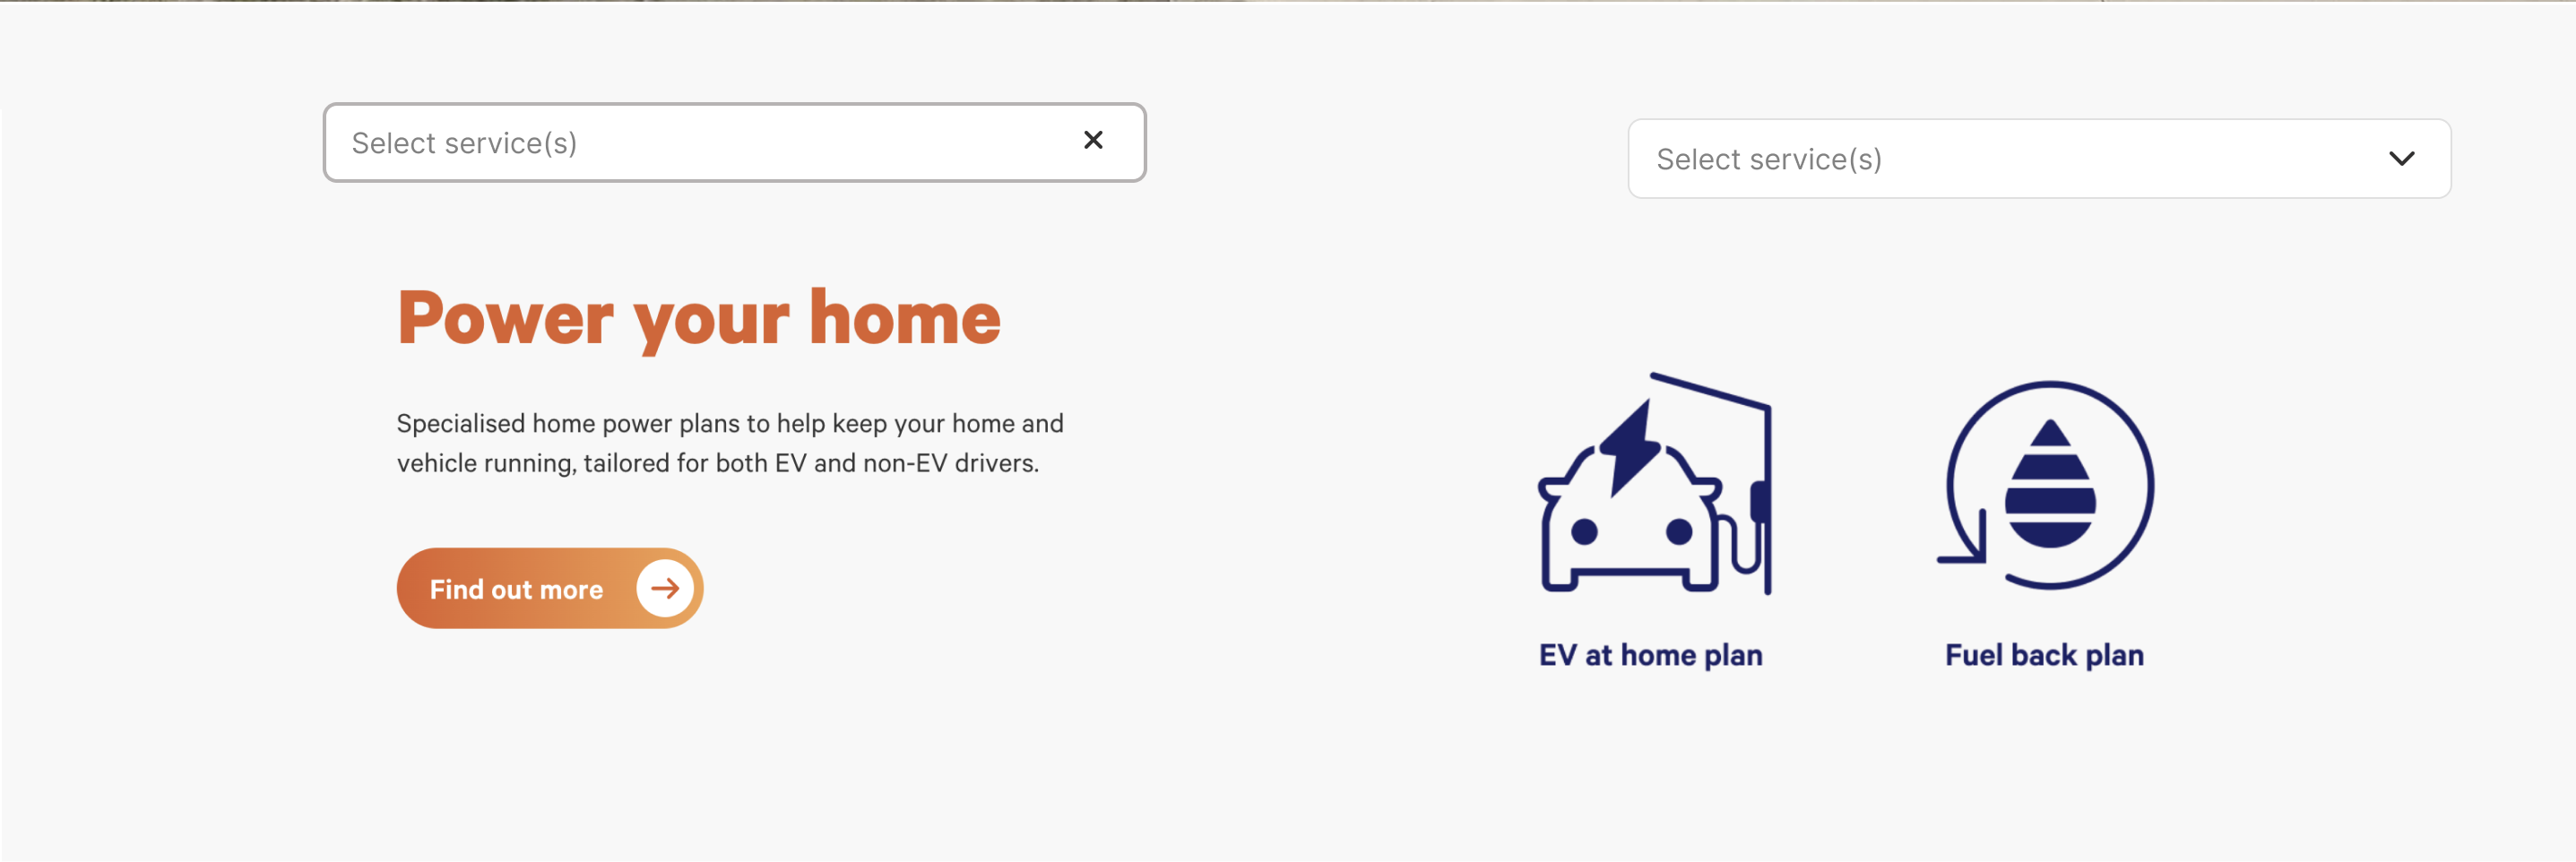 Select service(s)
Select service(s)
Power your home
Specialised home power plans to help keep your home and
vehicle running, tailored for both EV and non-EV drivers.
Find out more
EV at home plan
Fuel back plan